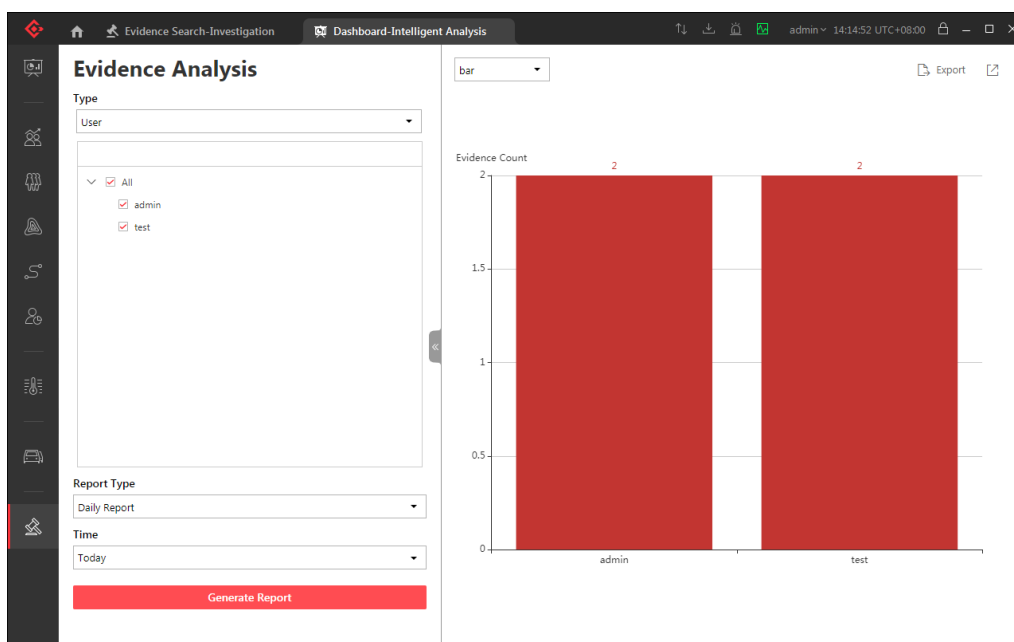 Evidence Search-Investigation
Dashboard-Intelligent Analysis
admin
14:14:52 UTC+08:00
Evidence Analysis
Type
User
All
admin
test
Report Type
Daily Report
Time
Today
Generate Report
bar
Export
Evidence Count
2
2
2
1.5
1
0.5
0
admin
test